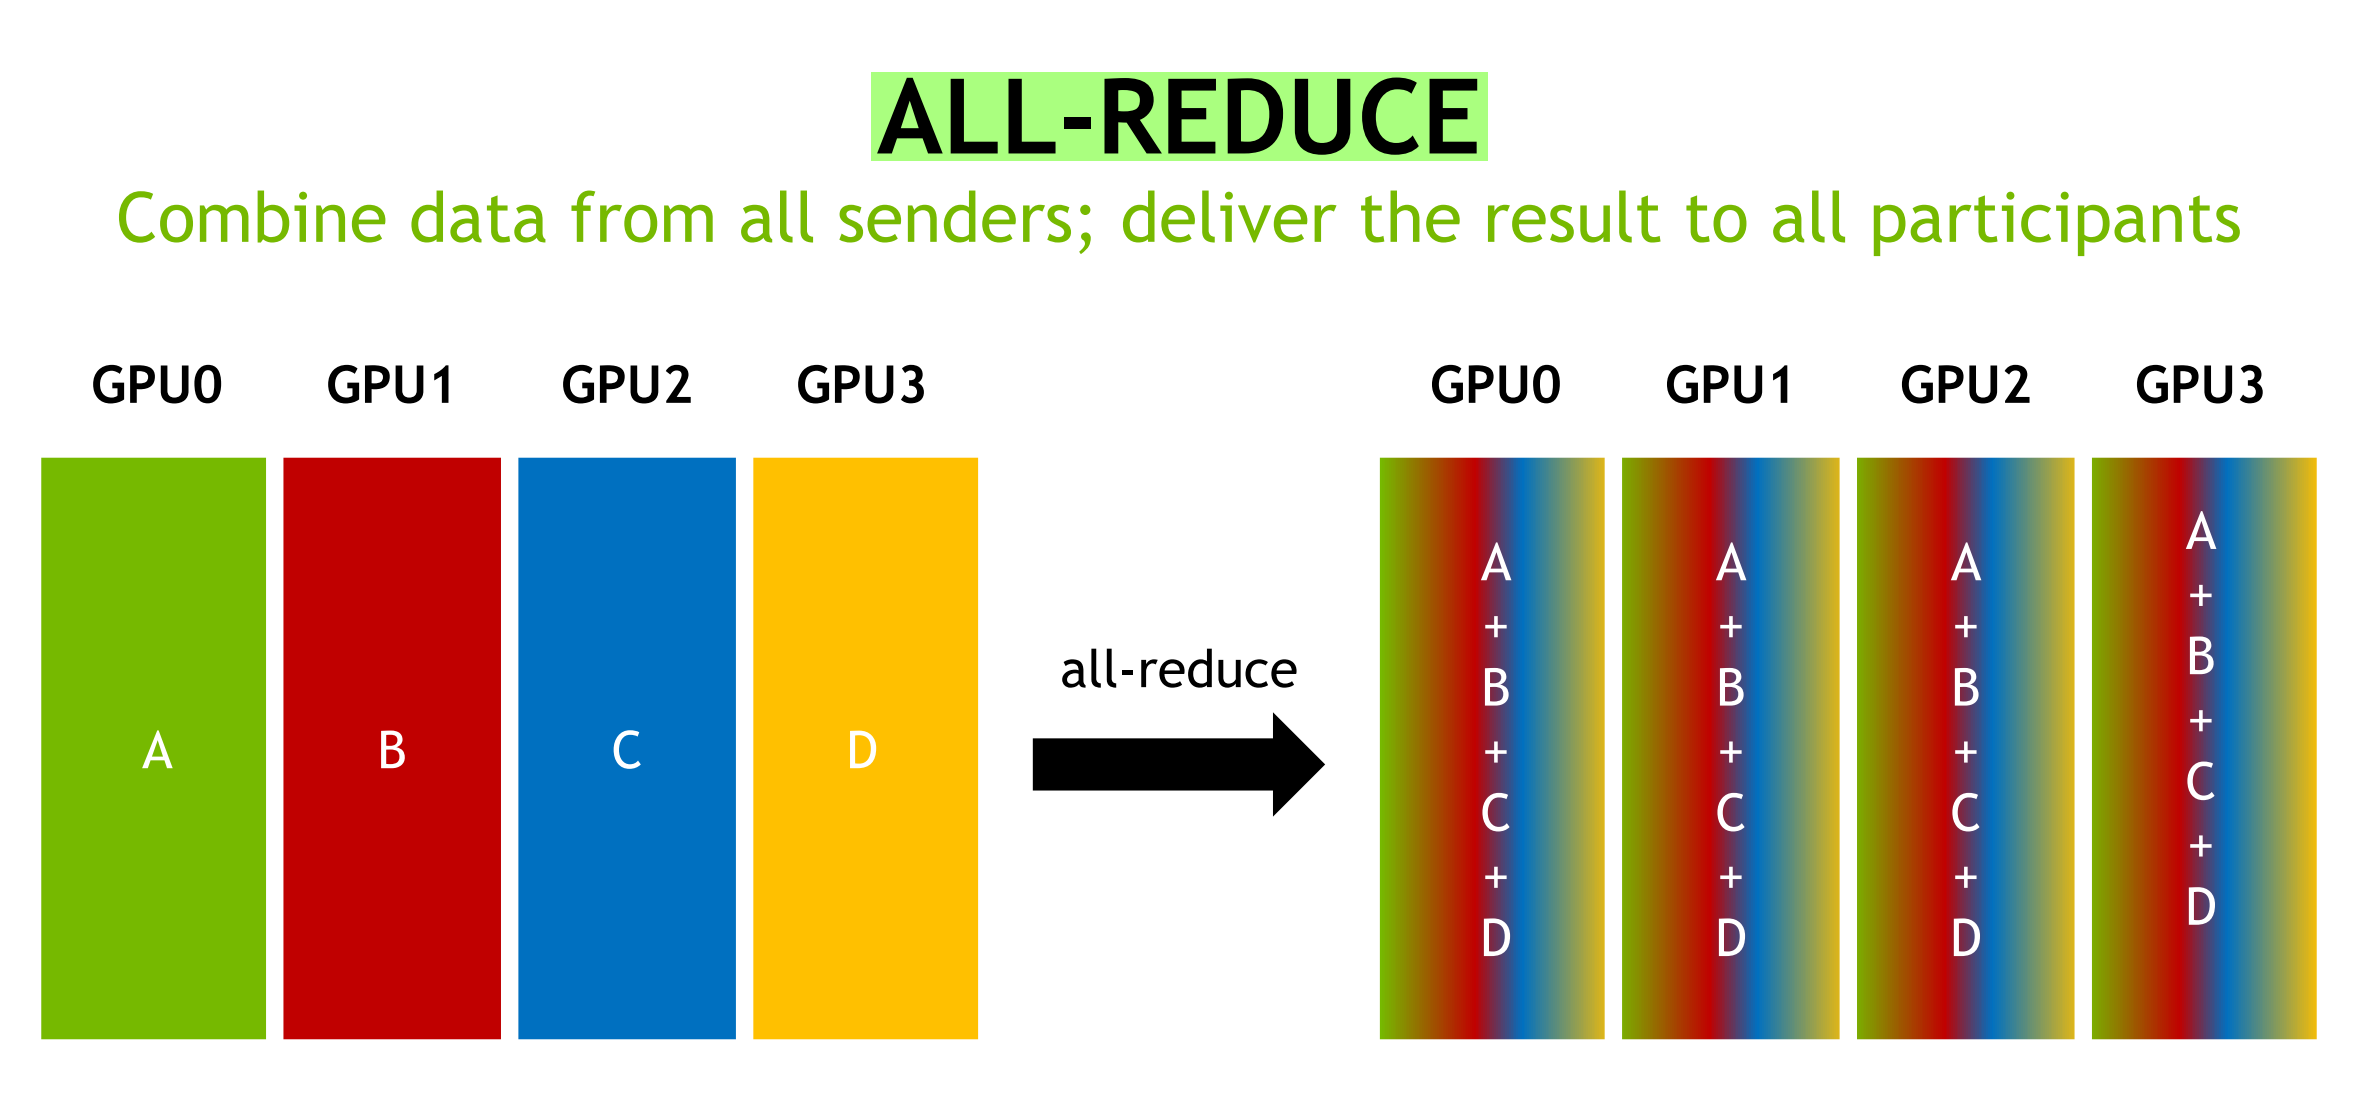 ALL-REDUCE
Combine data from all senders; deliver the result to all participants
GPU0 GPU1 GPU2 GPU3
A B C D
all-reduce
GPU0 GPU1 GPU2 GPU3
A
+
B
+
C
+
D
A
+
B
+
C
+
D
A
+
B
+
C
+
D
A
+
B
+
C
+
D